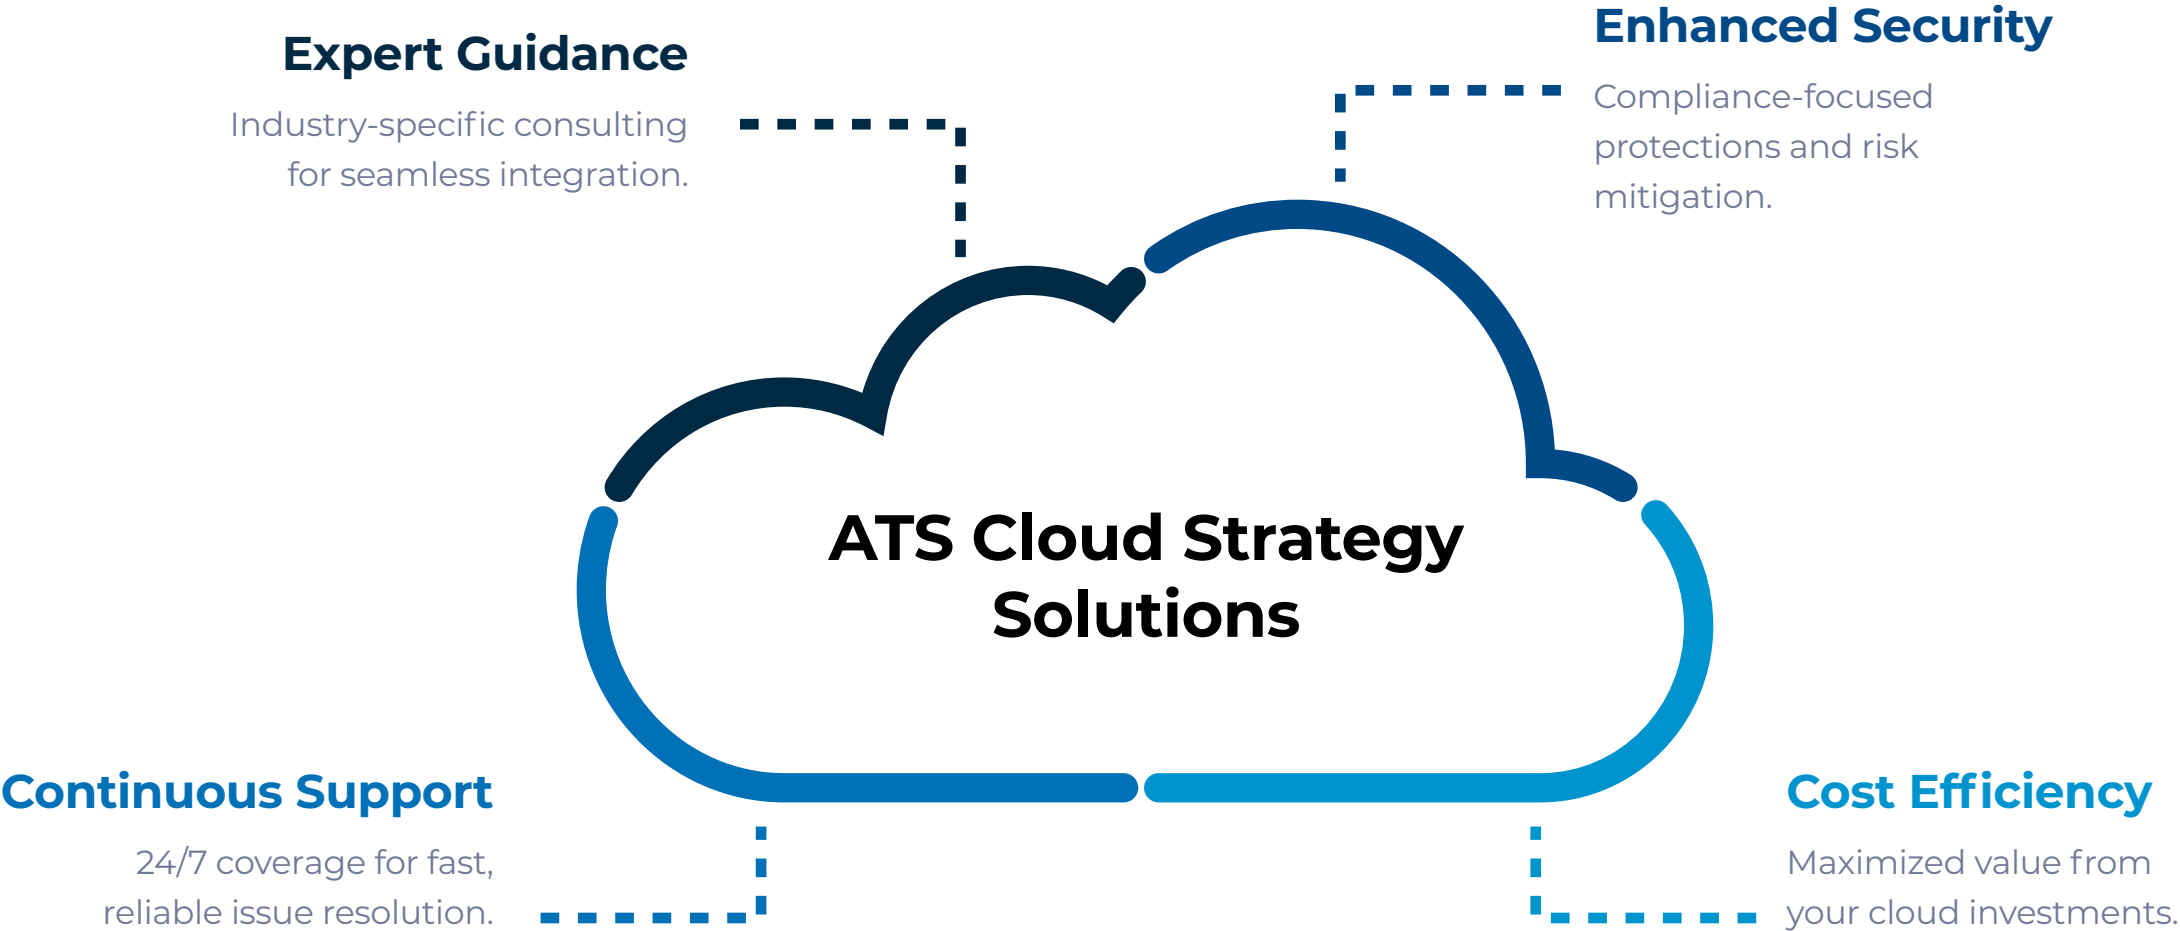 Expert Guidance
Industry-specific consulting
for seamless integration.
Enhanced Security
Compliance-focused
protections and risk
mitigation.
ATS Cloud Strategy
Solutions
Continuous Support
24/7 coverage for fast,
reliable issue resolution.
Cost Efficiency
Maximized value from
your cloud investments.